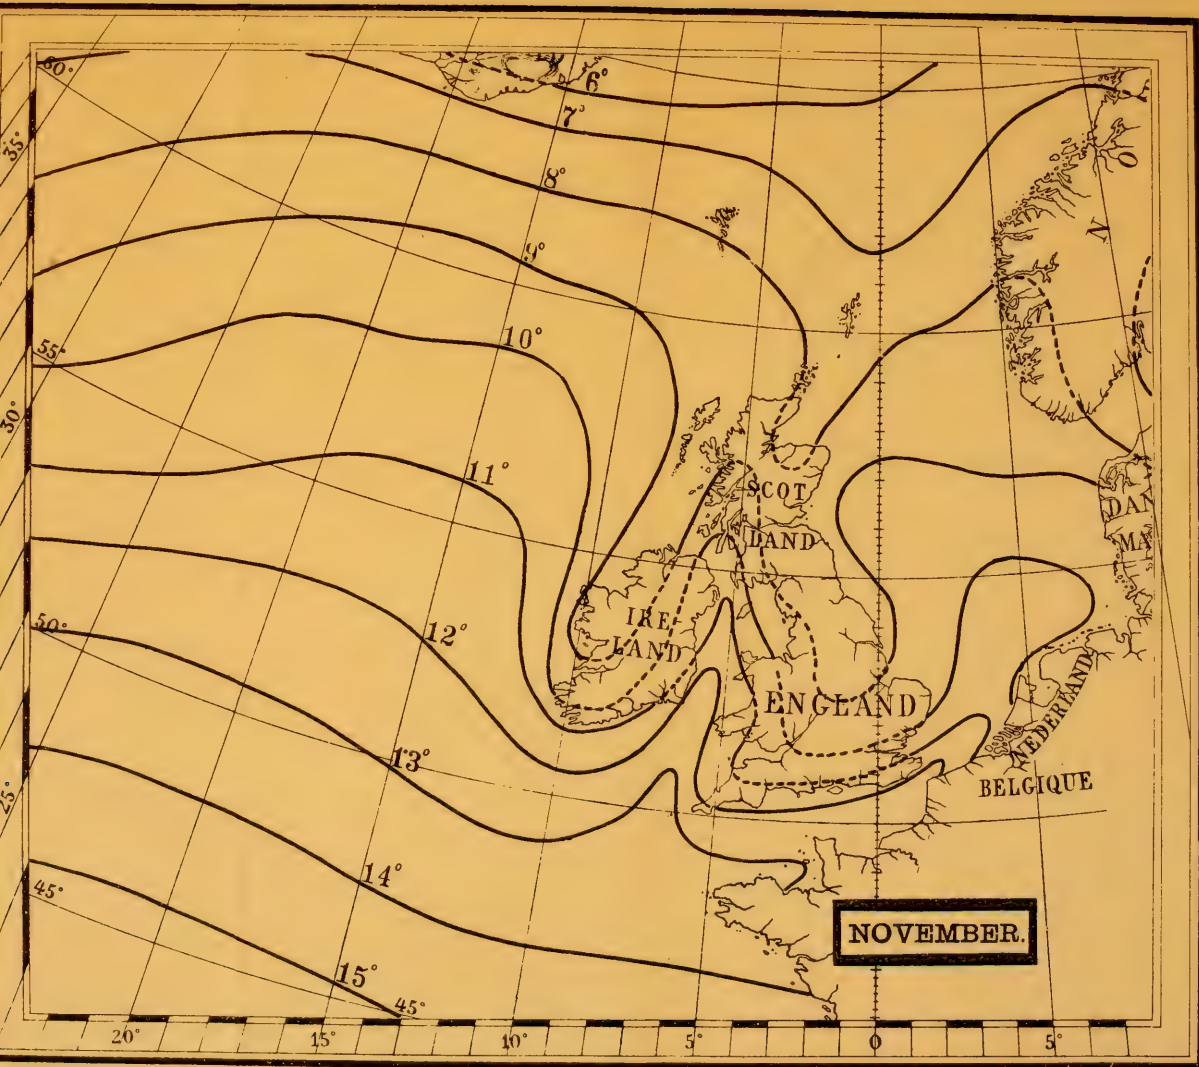 60°
6°
7°
35°
O
8°
N
9°
10°
55°
30°
11°
SCOT
LAND
DAN
MA
IRE
LAND
50°
12°
ENGLAND
NEDERLAND
13°
BELGIQUE
25°
14°
45°
NOVEMBER.
15°
45°
20°
15°
10°
5°
0
5°